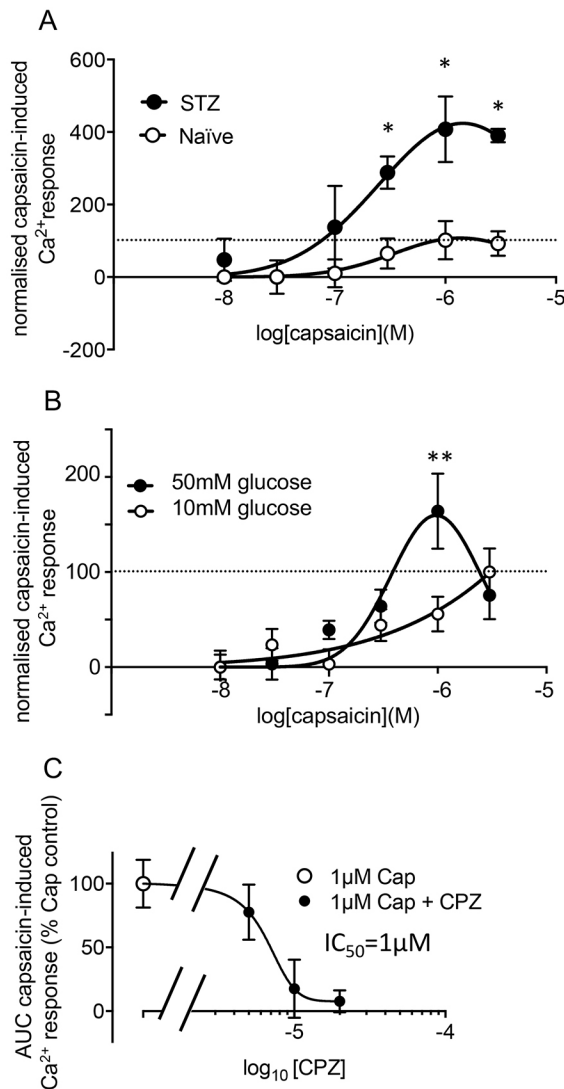 A
normalised capsaicin-induced
Ca²⁺response
600
400
200
0
-200
STZ
Naïve
*
*
*
-8
-7
-6
-5
log[capsaicin](M)
B
normalised capsaicin-induced
Ca²⁺ response
200
100
0
50mM glucose
10mM glucose
**
-8
-7
-6
-5
log[capsaicin](M)
C
AUC capsaicin-induced
Ca²⁺ response (% Cap control)
100
50
0
1µM Cap
1µM Cap + CPZ
IC₅₀=1µM
-5
-4
log₁₀ [CPZ]